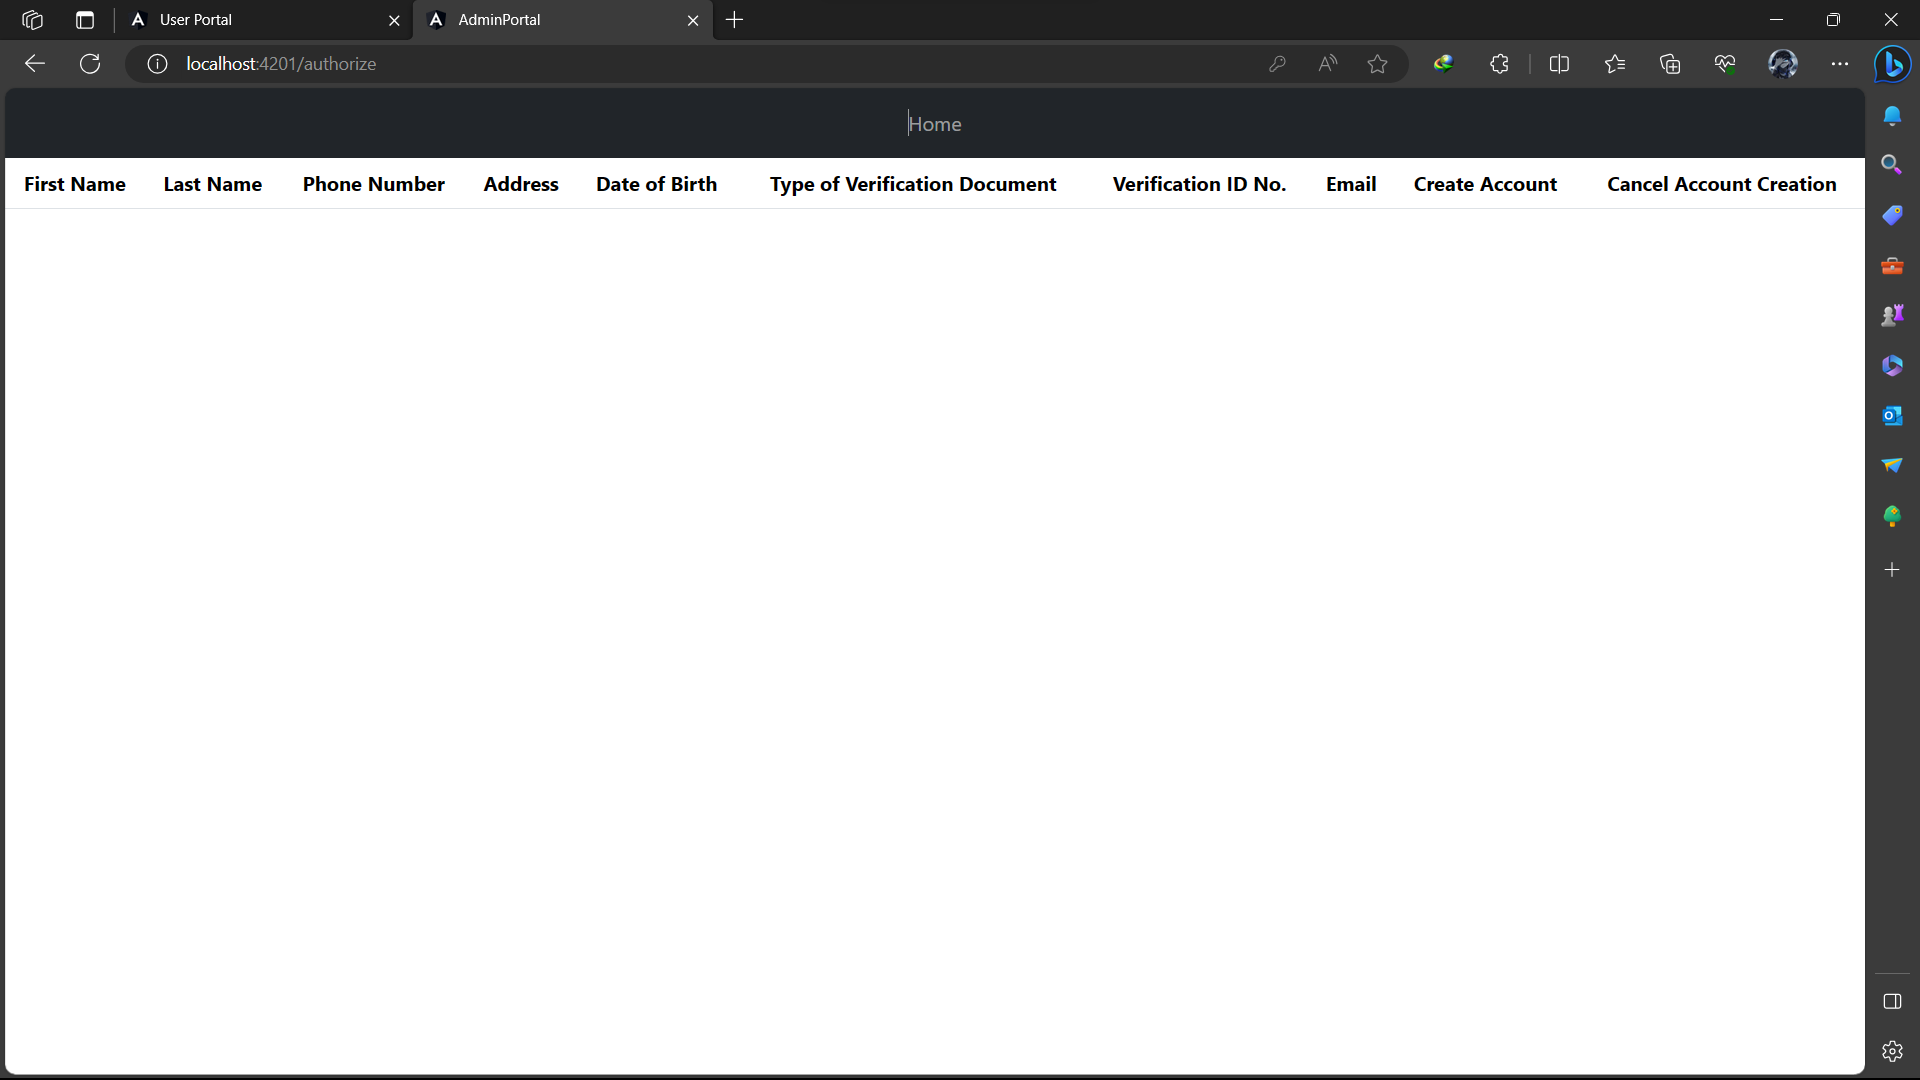 User Portal
AdminPortal
localhost:4201/authorize
Home
First Name Last Name Phone Number Address Date of Birth Type of Verification Document Verification ID No. Email Create Account Cancel Account Creation